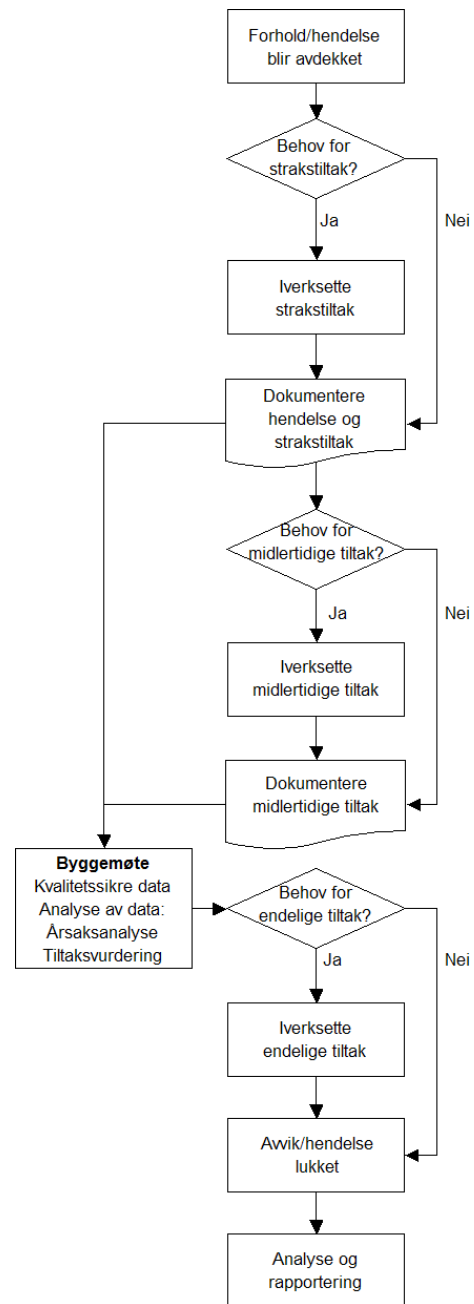 Forhold/hendelse
blir avdekket
Behov for
strakstiltak?
Ja
Nei
Iverksette
strakstiltak
Dokumentere
hendelse og
strakstiltak
Behov for
midlertidige tiltak?
Ja
Nei
Iverksette
midlertidige tiltak
Dokumentere
midlertidige tiltak
Byggemøte
Kvalitetssikre data
Analyse av data:
Årsaksanalyse
Tiltaksvurdering
Behov for
endelige tiltak?
Ja
Nei
Iverksette
endelige tiltak
Avvik/hendelse
lukket
Analyse og
rapportering